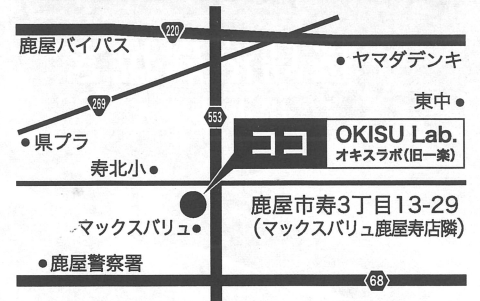 220
鹿屋バイパス
ヤマダデンキ
269
東中
553
県プラ
ココ
OKISU Lab.
オキスラボ(旧一楽)
寿北小
鹿屋市寿3丁目13-29
(マックスバリュ鹿屋寿店隣)
マックスバリュ
鹿屋警察署
68